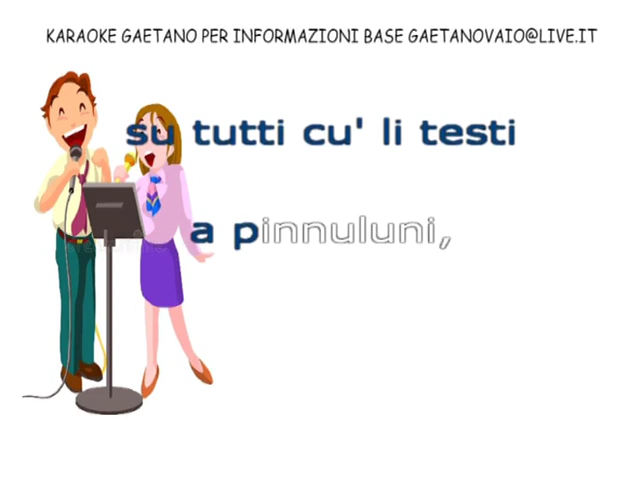 KARAOKE GAETANO PER INFORMAZIONI BASE GAETANOVAIO@LIVE.IT
su tutti cu' li testi
a pinnuluni,